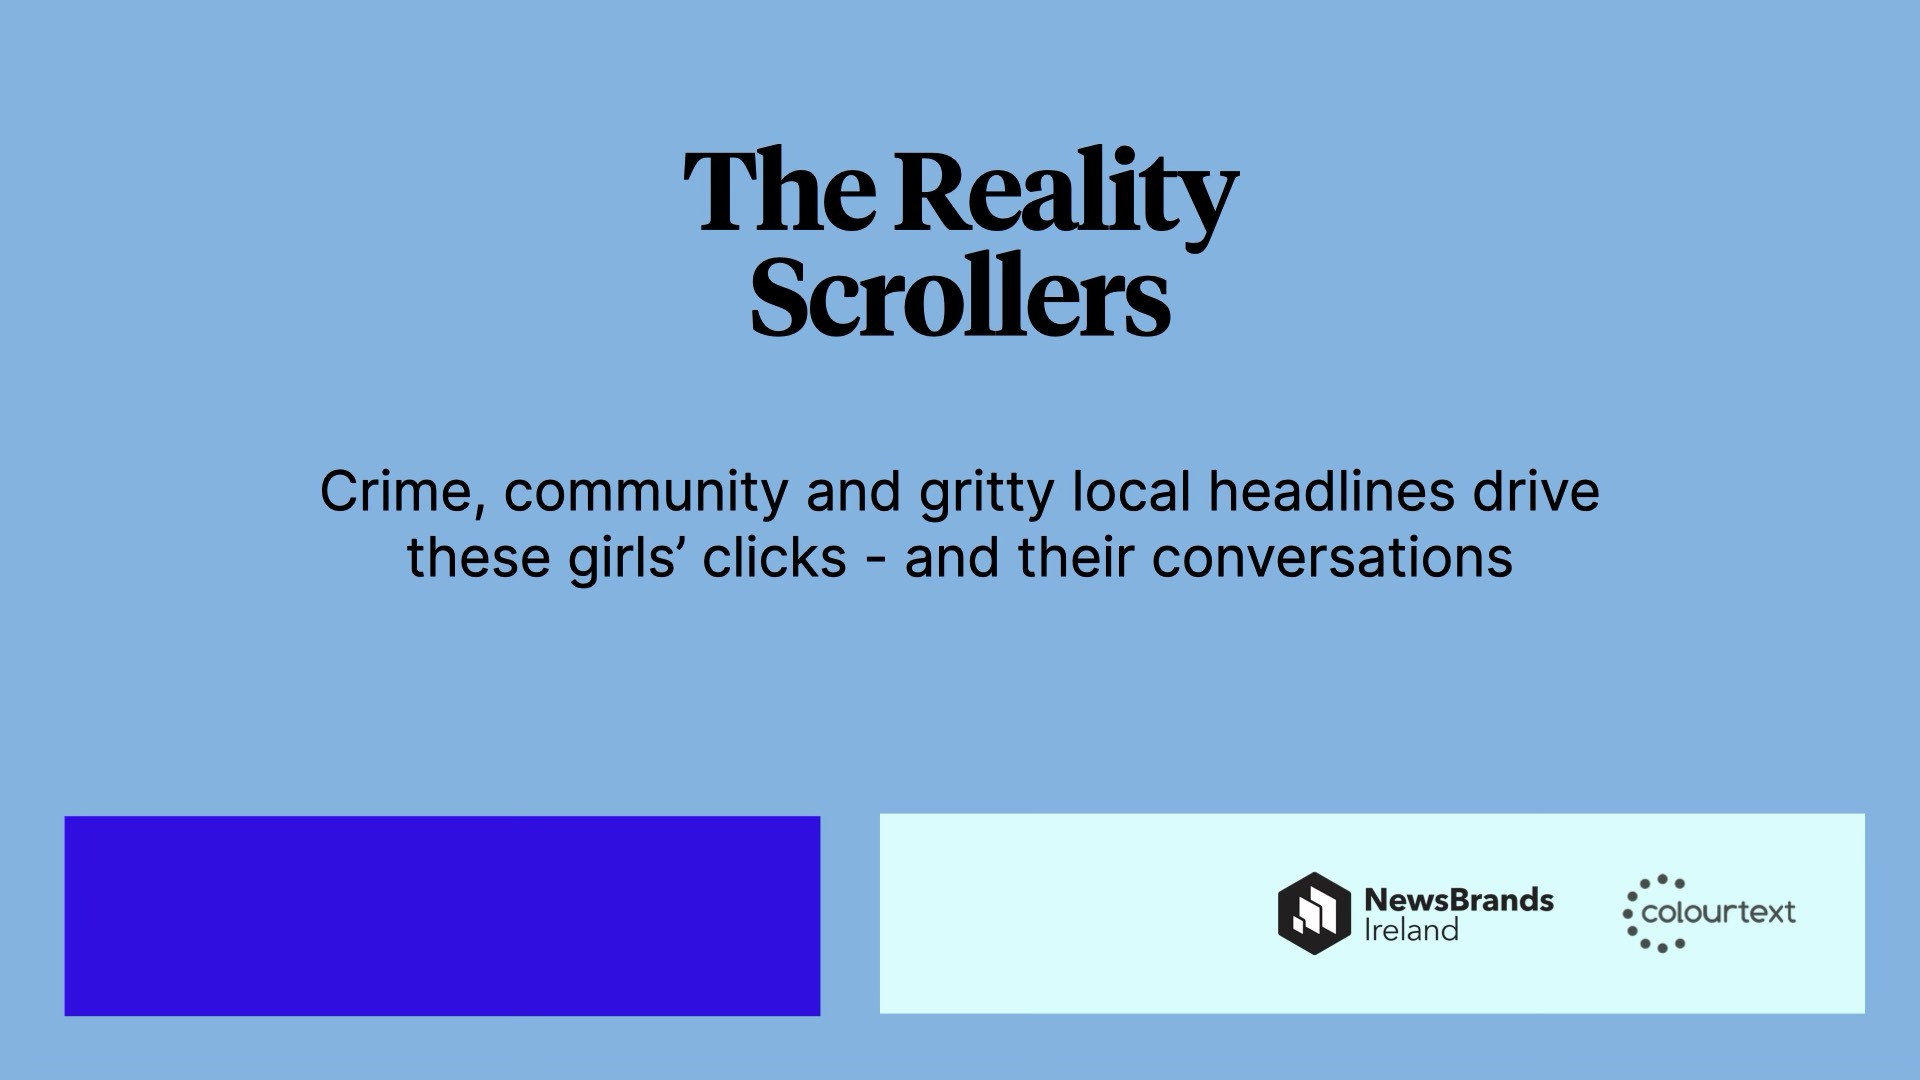 The Reality
Scrollers
Crime, community and gritty local headlines drive
these girls’ clicks - and their conversations
NewsBrands
Ireland
colourtext